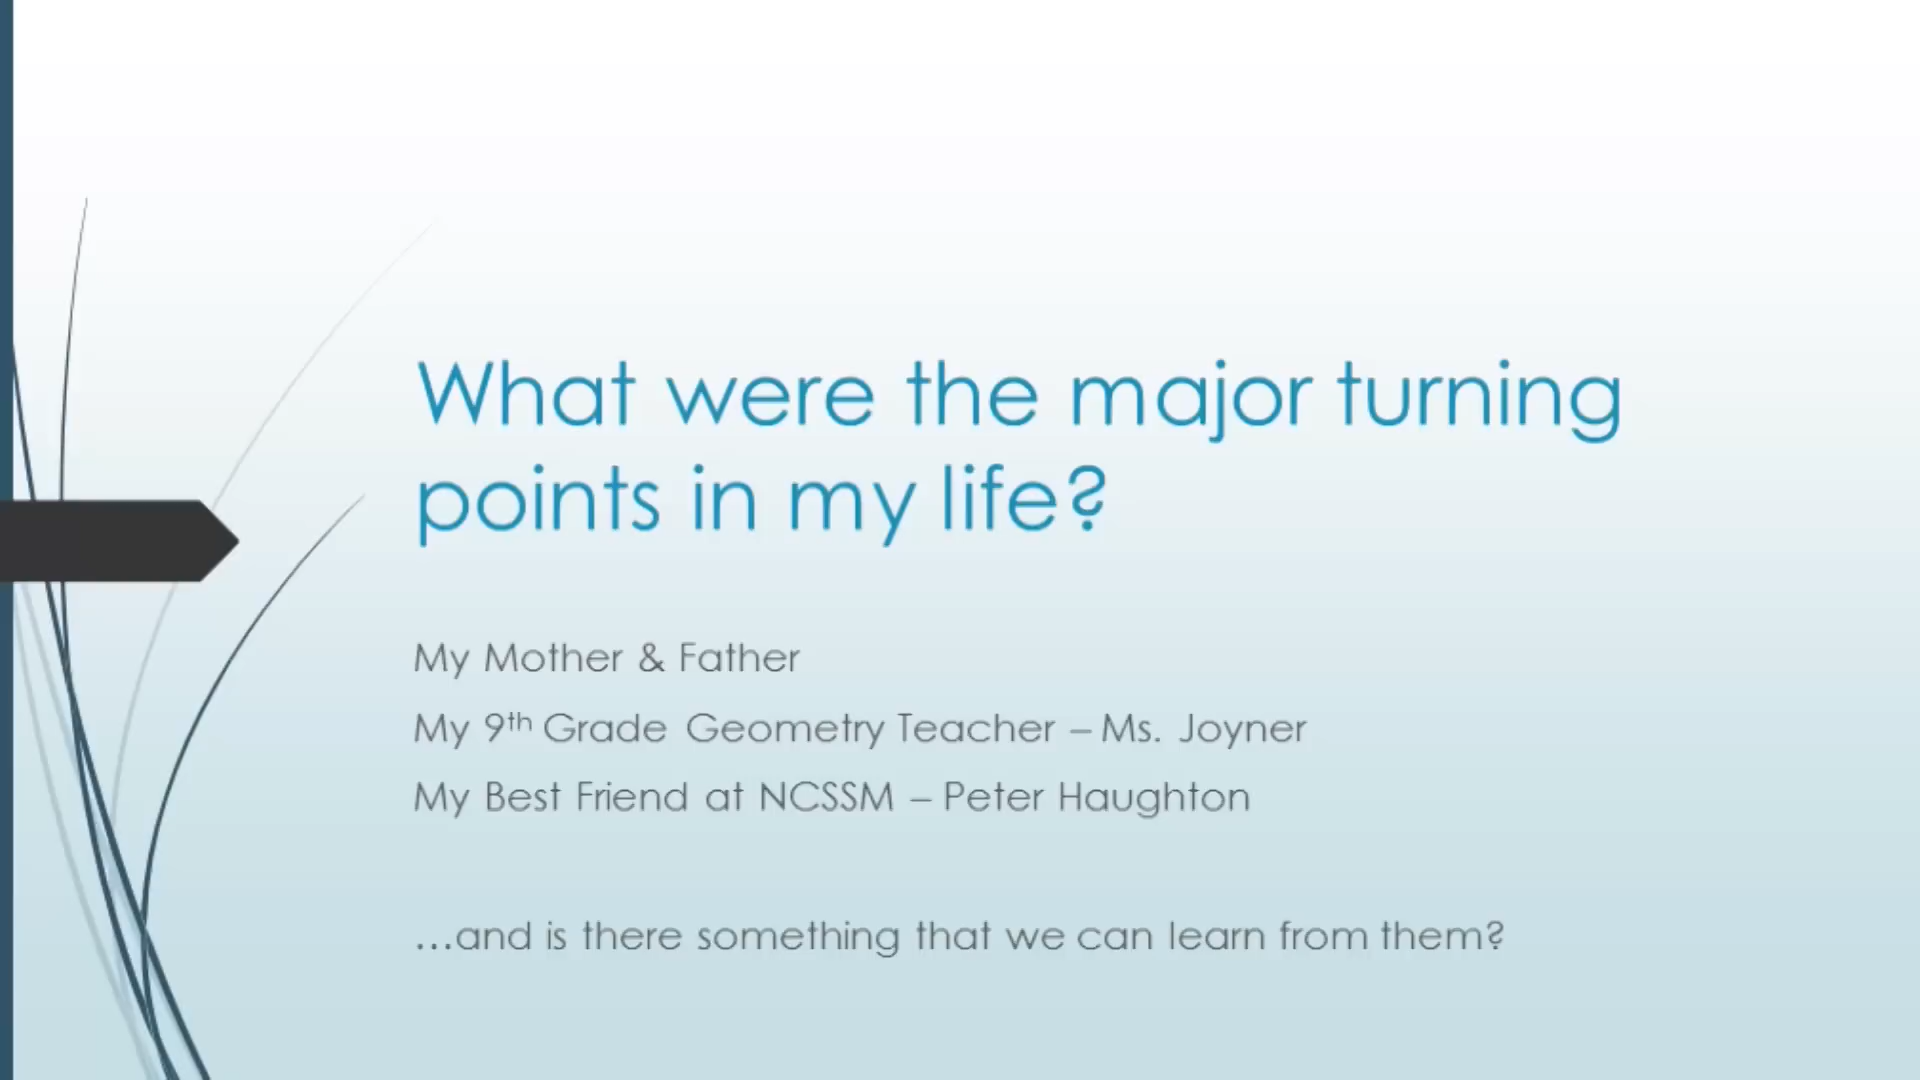 What were the major turning
points in my life?
My Mother & Father
My 9th Grade Geometry Teacher – Ms. Joyner
My Best Friend at NCSSM – Peter Haughton
…and is there something that we can learn from them?